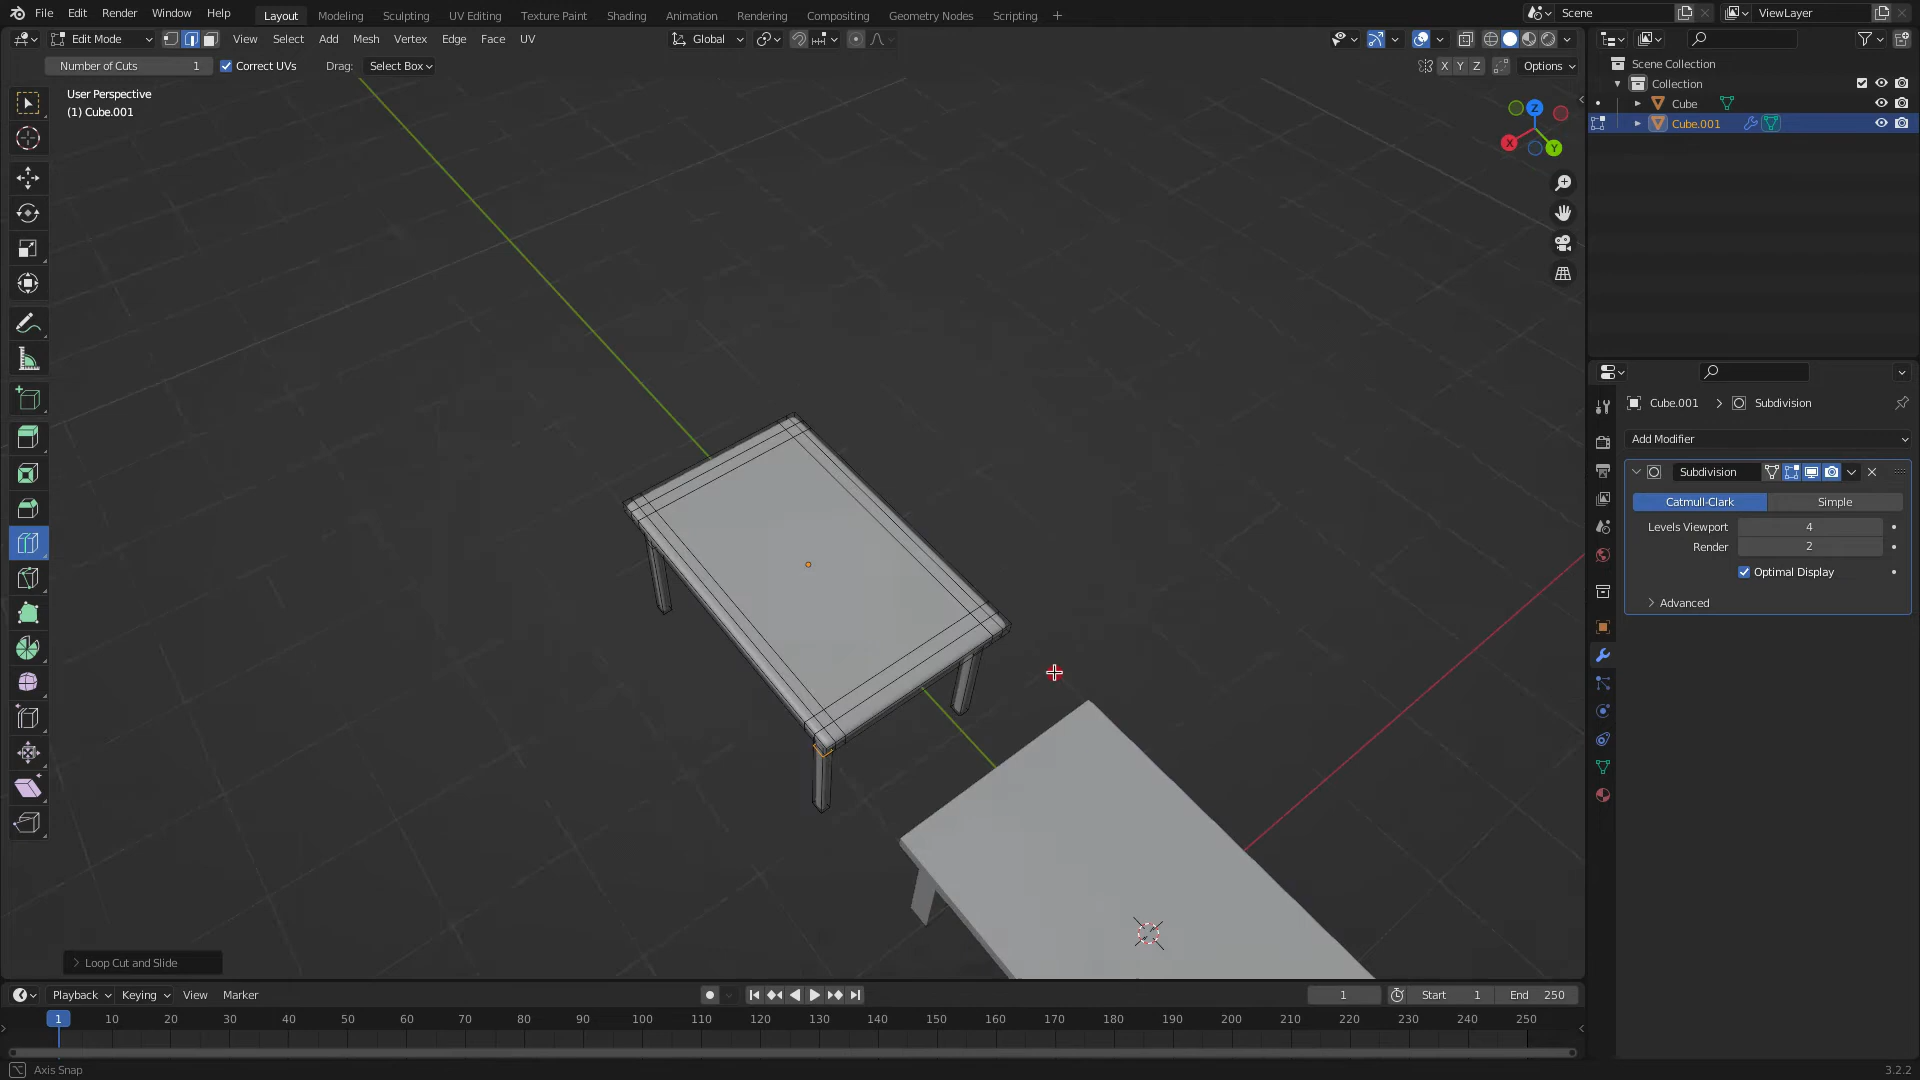 File Edit Render Window Help Layout Modeling Sculpting UV Editing Texture Paint Shading Animation Rendering Compositing Geometry Nodes Scripting + Scene ViewLayer
Edit Mode View Select Add Mesh Vertex Edge Face UV Global
Number of Cuts 1 Correct UVs Drag: Select Box X Y Z Options
Scene Collection
Collection
Cube
Cube.001
User Perspective
(1) Cube.001
Z
X
Y
Cube.001 > Subdivision
Add Modifier
Subdivision
Catmull-Clark Simple
Levels Viewport 4
Render 2
Optimal Display
Advanced
Loop Cut and Slide
Playback Keying View Marker 1 Start 1 End 250
1 10 20 30 40 50 60 70 80 90 100 110 120 130 140 150 160 170 180 190 200 210 220 230 240 250
Axis Snap 3.2.2